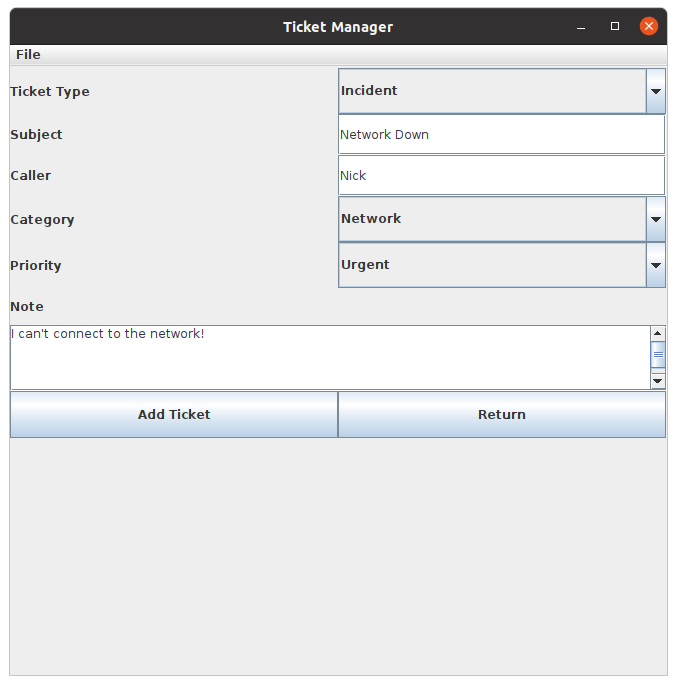 Ticket Manager
File
Ticket Type Incident
Subject Network Down
Caller Nick
Category Network
Priority Urgent
Note
I can't connect to the network!
Add Ticket Return